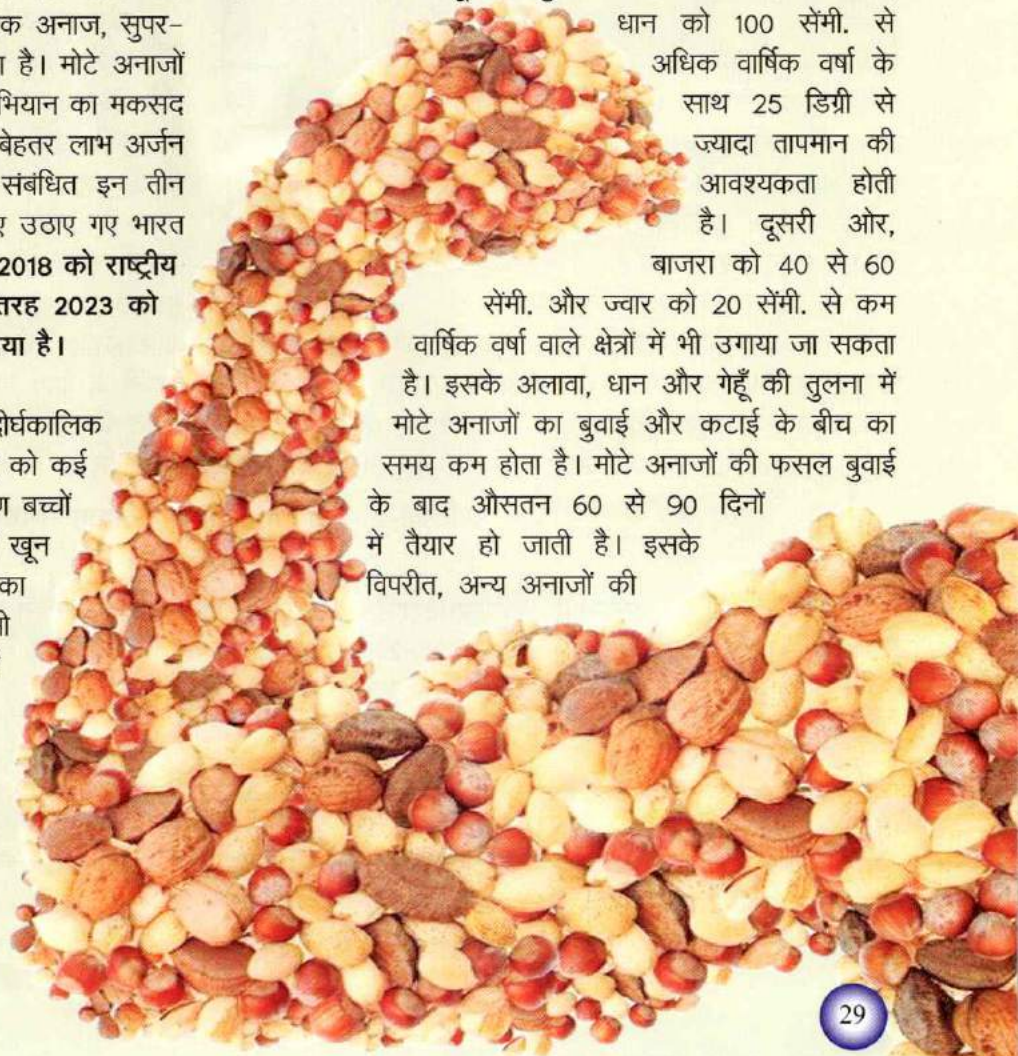 क अनाज, सुपर-
है। मोटे अनाजों
भियान का मकसद
बेहतर लाभ अर्जन
संबंधित इन तीन
उठाए गए भारत
2018 को राष्ट्रीय
तरह 2023 को
या है।
दीर्घकालिक
को कई
बच्चों
खून
का
धान को 100 सेंमी. से
अधिक वार्षिक वर्षा के
साथ 25 डिग्री से
ज्यादा तापमान की
आवश्यकता होती
है। दूसरी ओर,
बाजरा को 40 से 60
सेंमी. और ज्वार को 20 सेंमी. से कम
वार्षिक वर्षा वाले क्षेत्रों में भी उगाया जा सकता
है। इसके अलावा, धान और गेहूँ की तुलना में
मोटे अनाजों का बुवाई और कटाई के बीच का
समय कम होता है। मोटे अनाजों की फसल बुवाई
के बाद औसतन 60 से 90 दिनों
में तैयार हो जाती है। इसके
विपरीत, अन्य अनाजों की
29